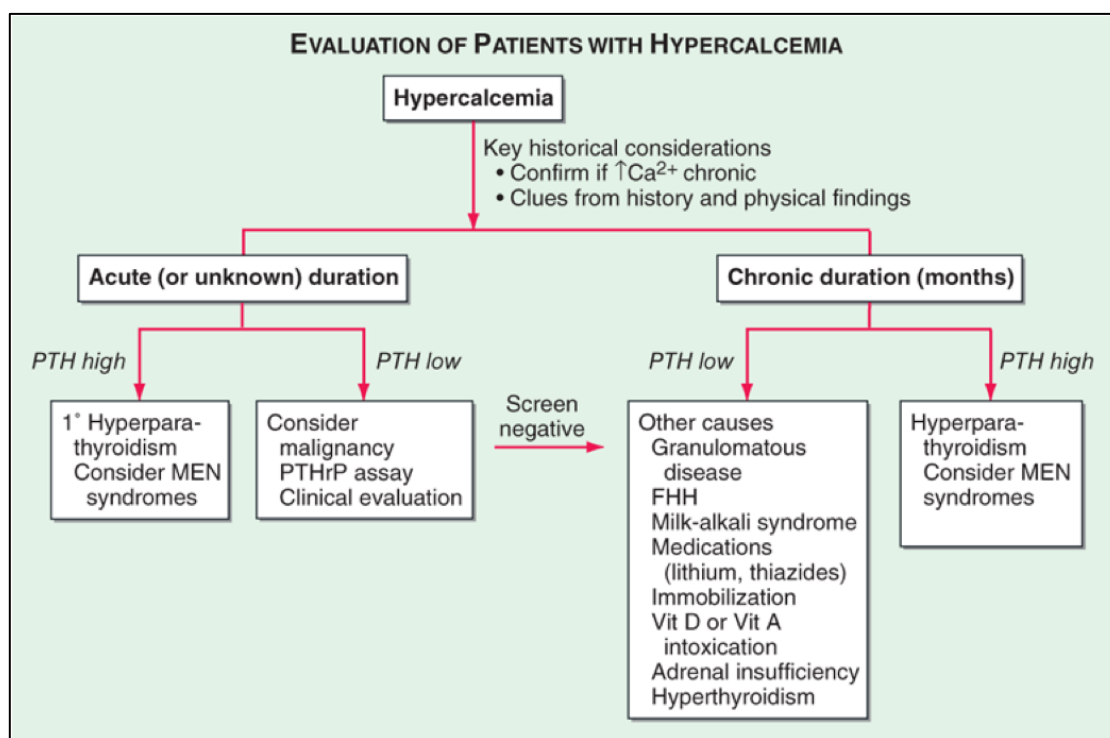 EVALUATION OF PATIENTS WITH HYPERCALCEMIA
Hypercalcemia
Key historical considerations
• Confirm if ↑Ca²⁺ chronic
• Clues from history and physical findings
Acute (or unknown) duration
Chronic duration (months)
PTH high
PTH low
PTH low
PTH high
1° Hyperpara-
thyroidism
Consider MEN
syndromes
Consider
malignancy
PTHrP assay
Clinical evaluation
Screen
negative
Other causes
Granulomatous
disease
FHH
Milk-alkali syndrome
Medications
(lithium, thiazides)
Immobilization
Vit D or Vit A
intoxication
Adrenal insufficiency
Hyperthyroidism
Hyperpara-
thyroidism
Consider MEN
syndromes